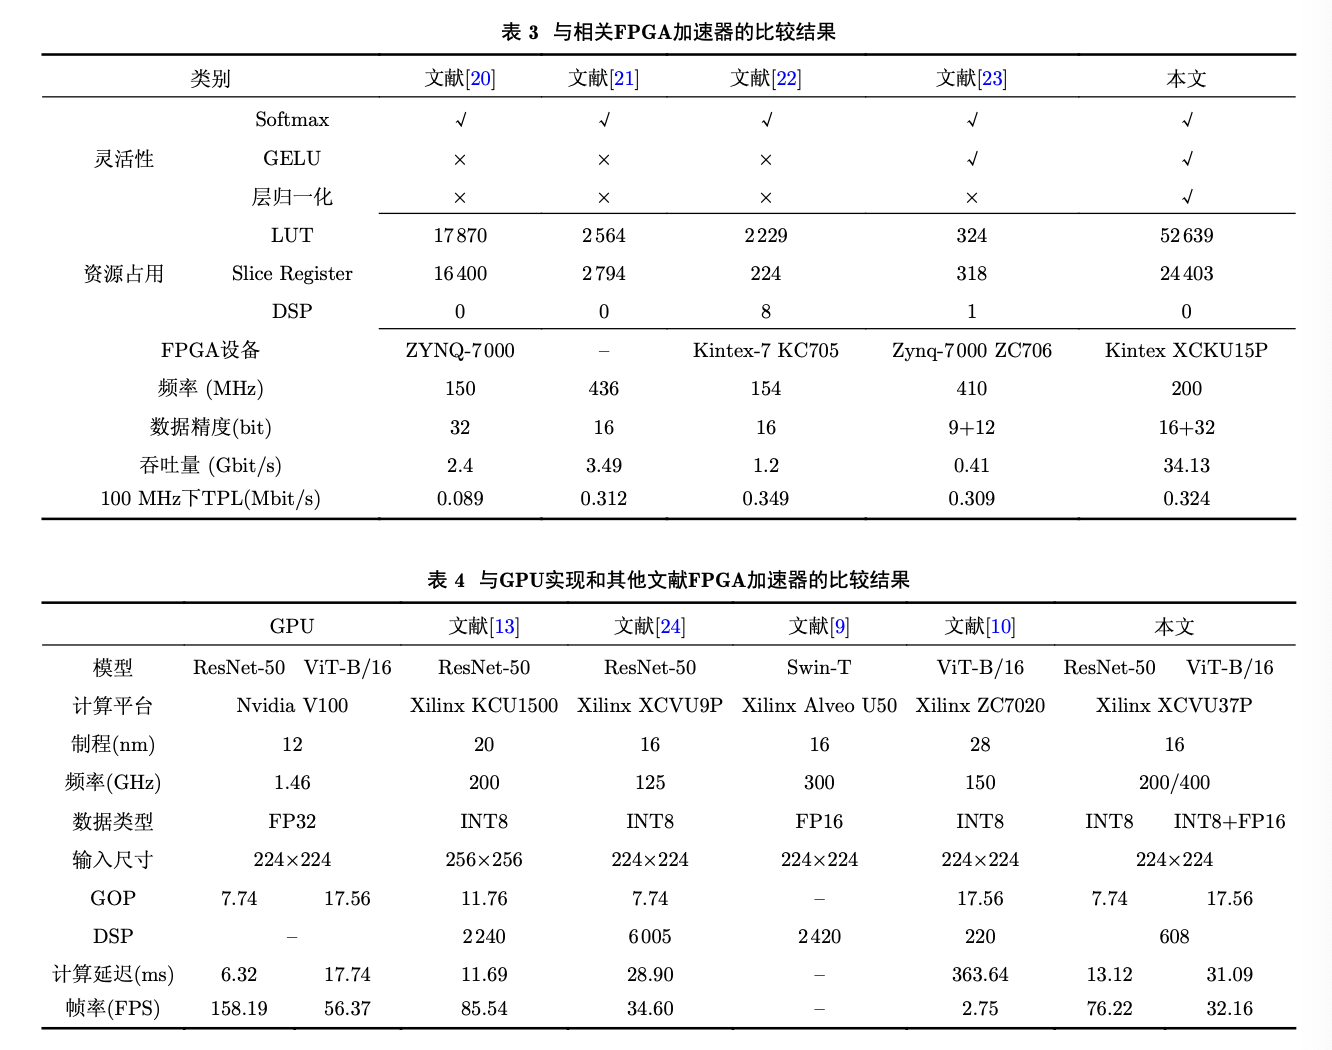 表 3 与相关FPGA加速器的比较结果
类别 文献[20] 文献[21] 文献[22] 文献[23] 本文
Softmax √ √ √ √ √
灵活性 GELU × × × √ √
层归一化 × × × × √
LUT 17870 2564 2229 324 52639
资源占用 Slice Register 16400 2794 224 318 24403
DSP 0 0 8 1 0
FPGA设备 ZYNQ-7000 – Kintex-7 KC705 Zynq-7000 ZC706 Kintex XCKU15P
频率 (MHz) 150 436 154 410 200
数据精度(bit) 32 16 16 9+12 16+32
吞吐量 (Gbit/s) 2.4 3.49 1.2 0.41 34.13
100 MHz下TPL(Mbit/s) 0.089 0.312 0.349 0.309 0.324
表 4 与GPU实现和其他文献FPGA加速器的比较结果
GPU 文献[13] 文献[24] 文献[9] 文献[10] 本文
模型 ResNet-50 ViT-B/16 ResNet-50 ResNet-50 Swin-T ViT-B/16 ResNet-50 ViT-B/16
计算平台 Nvidia V100 Xilinx KCU1500 Xilinx XCVU9P Xilinx Alveo U50 Xilinx ZC7020 Xilinx XCVU37P
制程(nm) 12 20 16 16 28 16
频率(GHz) 1.46 200 125 300 150 200/400
数据类型 FP32 INT8 INT8 FP16 INT8 INT8 INT8+FP16
输入尺寸 224×224 256×256 224×224 224×224 224×224 224×224
GOP 7.74 17.56 11.76 7.74 – 17.56 7.74 17.56
DSP – 2240 6005 2420 220 608
计算延迟(ms) 6.32 17.74 11.69 28.90 – 363.64 13.12 31.09
帧率(FPS) 158.19 56.37 85.54 34.60 – 2.75 76.22 32.16